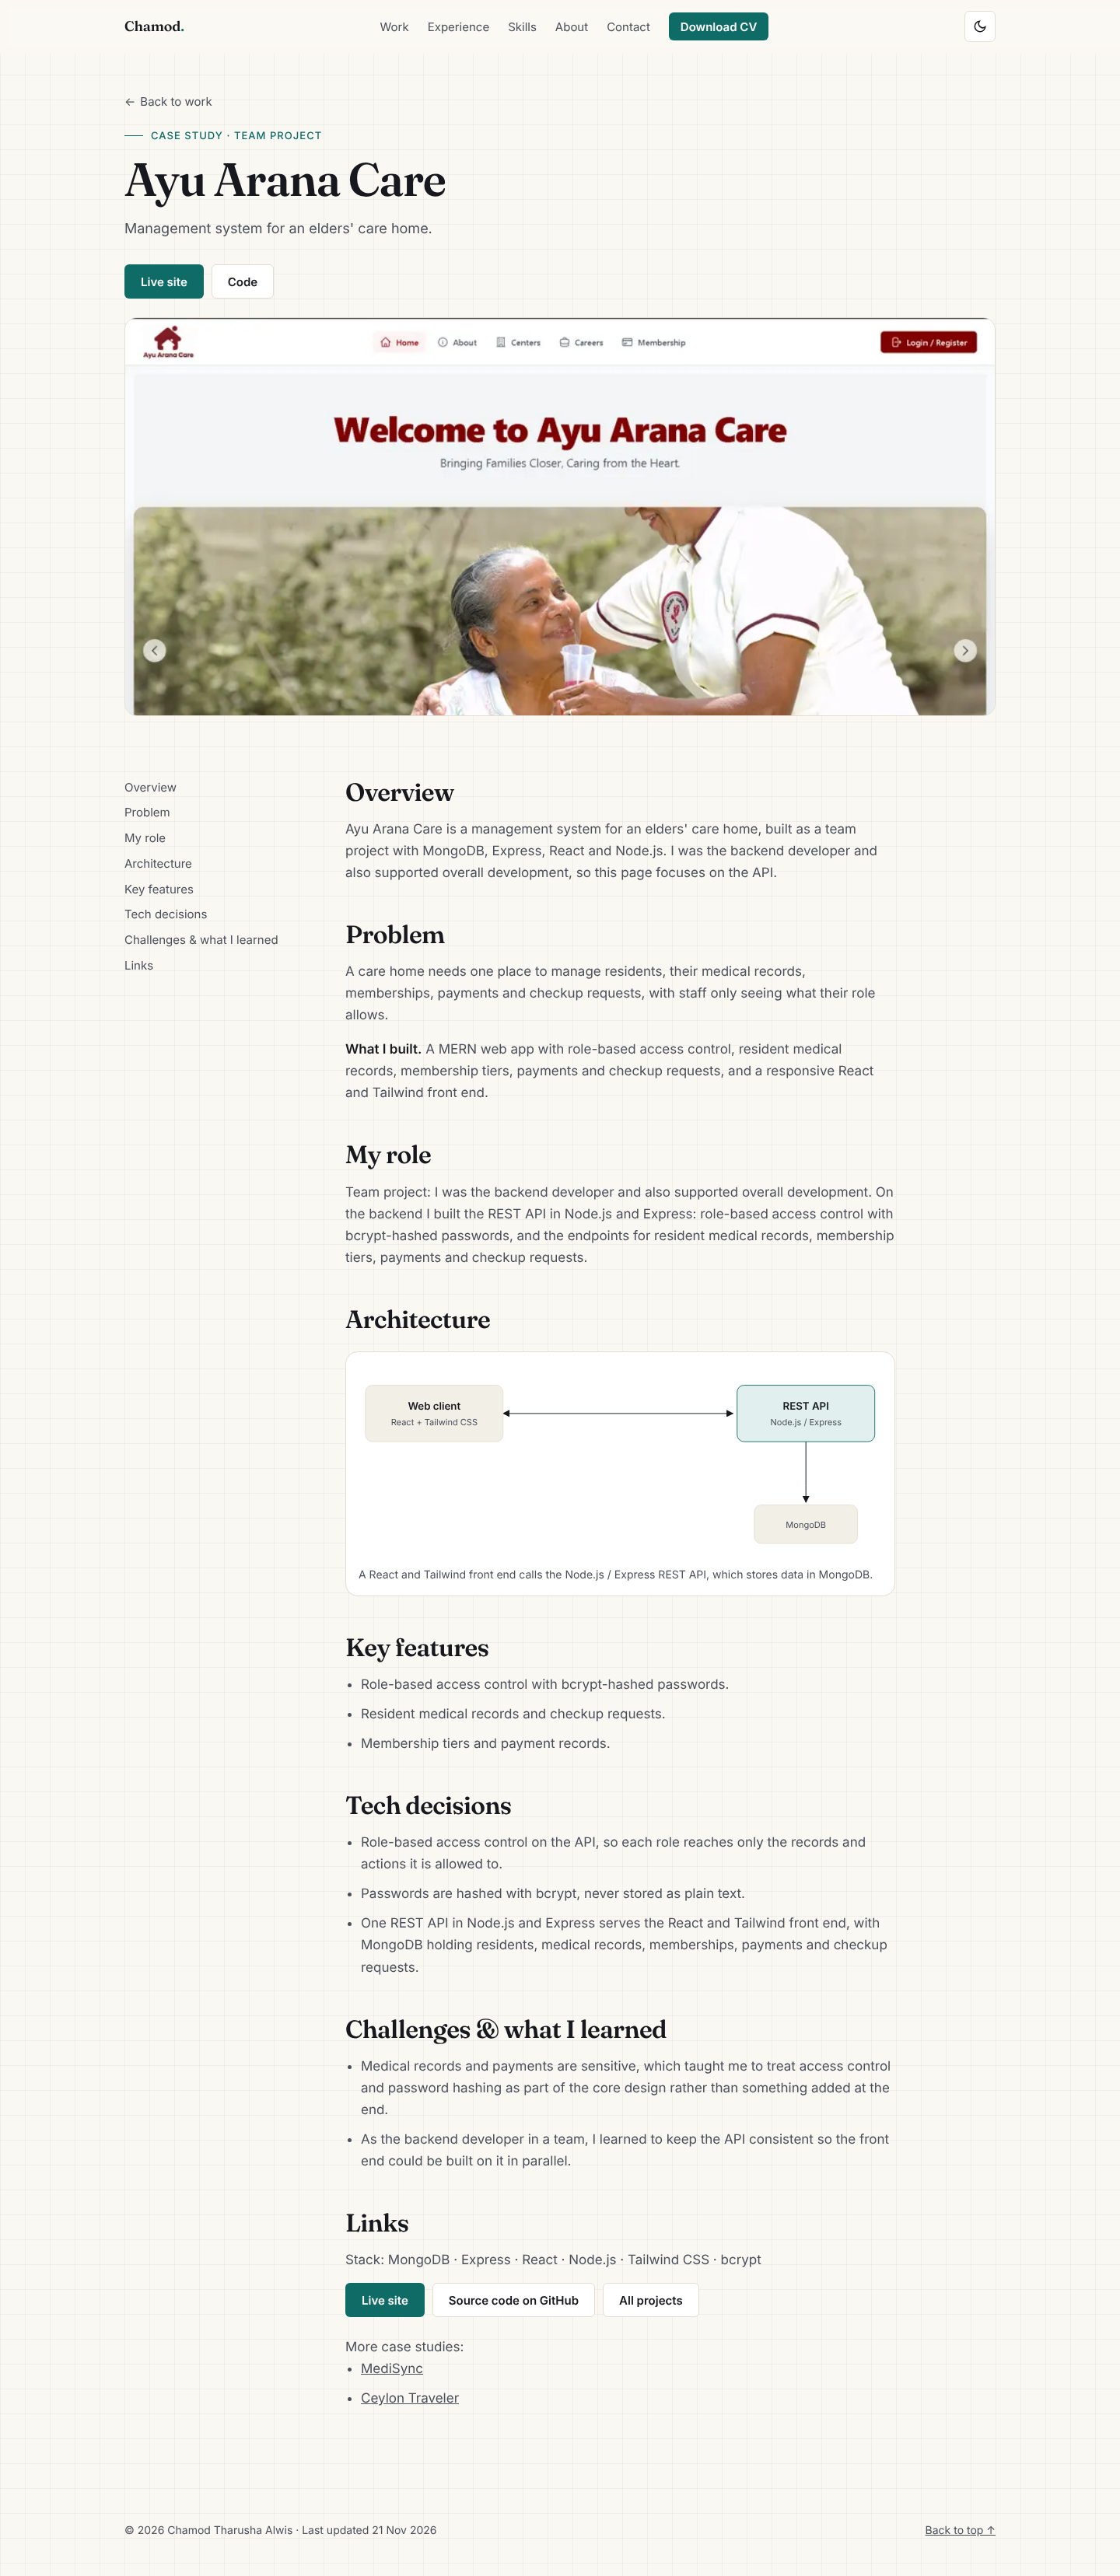 Chamod.
Work
Experience
Skills
About
Contact
Download CV
← Back to work
CASE STUDY · TEAM PROJECT
Ayu Arana Care
Management system for an elders' care home.
Live site
Code
Ayu Arana Care
Home
About
Centers
Careers
Membership
Login / Register
Welcome to Ayu Arana Care
Bringing Families Closer, Caring from the Heart.
Overview
Problem
My role
Architecture
Key features
Tech decisions
Challenges & what I learned
Links
Overview
Ayu Arana Care is a management system for an elders' care home, built as a team
project with MongoDB, Express, React and Node.js. I was the backend developer and
also supported overall development, so this page focuses on the API.
Problem
A care home needs one place to manage residents, their medical records,
memberships, payments and checkup requests, with staff only seeing what their role
allows.
What I built. A MERN web app with role-based access control, resident medical
records, membership tiers, payments and checkup requests, and a responsive React
and Tailwind front end.
My role
Team project: I was the backend developer and also supported overall development. On
the backend I built the REST API in Node.js and Express: role-based access control with
bcrypt-hashed passwords, and the endpoints for resident medical records, membership
tiers, payments and checkup requests.
Architecture
Web client
React + Tailwind CSS
REST API
Node.js / Express
MongoDB
A React and Tailwind front end calls the Node.js / Express REST API, which stores data in MongoDB.
Key features
• Role-based access control with bcrypt-hashed passwords.
• Resident medical records and checkup requests.
• Membership tiers and payment records.
Tech decisions
• Role-based access control on the API, so each role reaches only the records and
actions it is allowed to.
• Passwords are hashed with bcrypt, never stored as plain text.
• One REST API in Node.js and Express serves the React and Tailwind front end, with
MongoDB holding residents, medical records, memberships, payments and checkup
requests.
Challenges & what I learned
• Medical records and payments are sensitive, which taught me to treat access control
and password hashing as part of the core design rather than something added at the
end.
• As the backend developer in a team, I learned to keep the API consistent so the front
end could be built on it in parallel.
Links
Stack: MongoDB · Express · React · Node.js · Tailwind CSS · bcrypt
Live site
Source code on GitHub
All projects
More case studies:
• MediSync
• Ceylon Traveler
© 2026 Chamod Tharusha Alwis · Last updated 21 Nov 2026
Back to top ↑